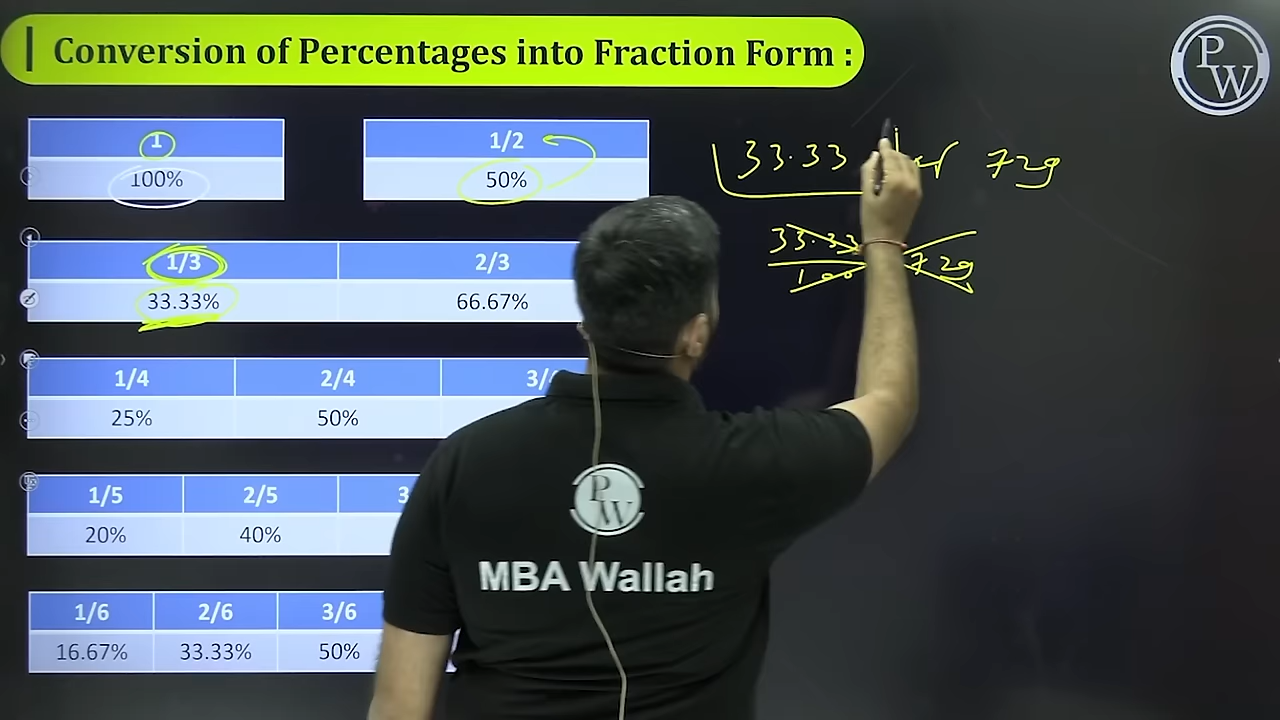 Conversion of Percentages into Fraction Form :
PW
1
100%
1/2
50%
33.33
of 729
1/3 2/3
33.33% 66.67%
33.33
100
729
1/4 2/4
25% 50%
1/5 2/5
20% 40%
1/6 2/6 3/6
16.67% 33.33% 50%
PW
MBA Wallah